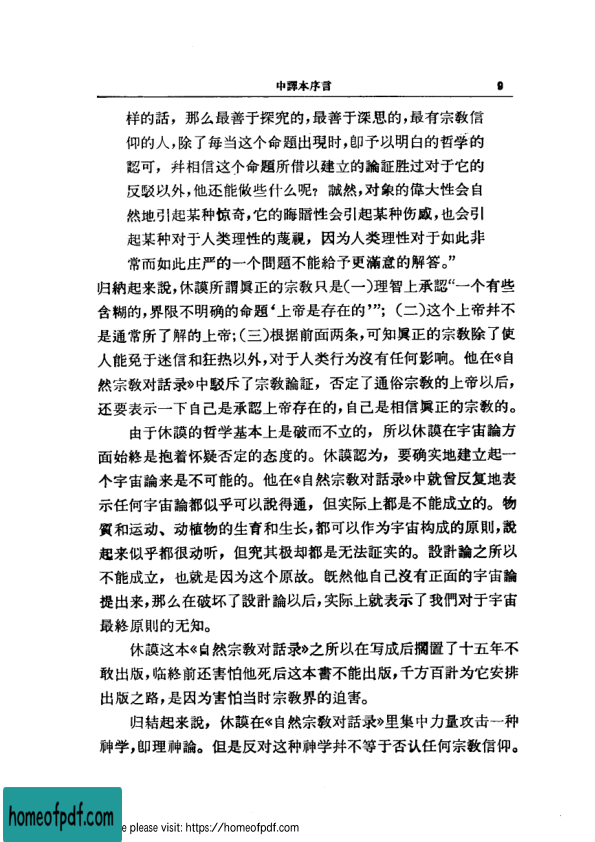 中譯本序言 9
样的話，那么最善于探究的，最善于深思的，最有宗敎信
仰的人，除了每当这个命題出現时，卽予以明白的哲学的
認可，幷相信这个命題所借以建立的論証胜过对于它的
反駁以外，他还能做些什么呢？誠然，对象的偉大性会自
然地引起某种惊奇，它的晦暗性会引起某种伤感，也会引
起某种对于人类理性的蔑視，因为人类理性对于如此非
常而如此庄严的一个問題不能給予更滿意的解答。”
归納起来說，休謨所謂眞正的宗敎只是(一)理智上承認“一个有些
含糊的，界限不明确的命題‘上帝是存在的’”；(二)这个上帝幷不
是通常所了解的上帝；(三)根据前面两条，可知眞正的宗敎除了使
人能免于迷信和狂热以外，对于人类行为沒有任何影响。他在《自
然宗敎对話录》中駁斥了宗敎論証，否定了通俗宗敎的上帝以后，
还要表示一下自己是承認上帝存在的，自己是相信眞正的宗敎的。
由于休謨的哲学基本上是破而不立的，所以休謨在宇宙論方
面始終是抱着怀疑否定的态度的。休謨認为，要确实地建立起一
个宇宙論来是不可能的。他在《自然宗敎对話录》中就曾反复地表
示任何宇宙論都似乎可以說得通，但实际上都是不能成立的。物
質和运动、动植物的生育和生长，都可以作为宇宙构成的原則，說
起来似乎都很动听，但究其极却都是无法証实的。設計論之所以
不能成立，也就是因为这个原故。旣然他自己沒有正面的宇宙論
提出来，那么在破坏了設計論以后，实际上就表示了我們对于宇宙
最終原則的无知。
休謨这本《自然宗敎对話录》之所以在写成后擱置了十五年不
敢出版，临終前还害怕他死后这本書不能出版，千方百計为它安排
出版之路，是因为害怕当时宗敎界的迫害。
归結起来說，休謨在《自然宗敎对話录》里集中力量攻击一种
神学，卽理神論。但是反对这种神学幷不等于否认任何宗敎信仰。
homeofpdf.com
e please visit: https://homeofpdf.com